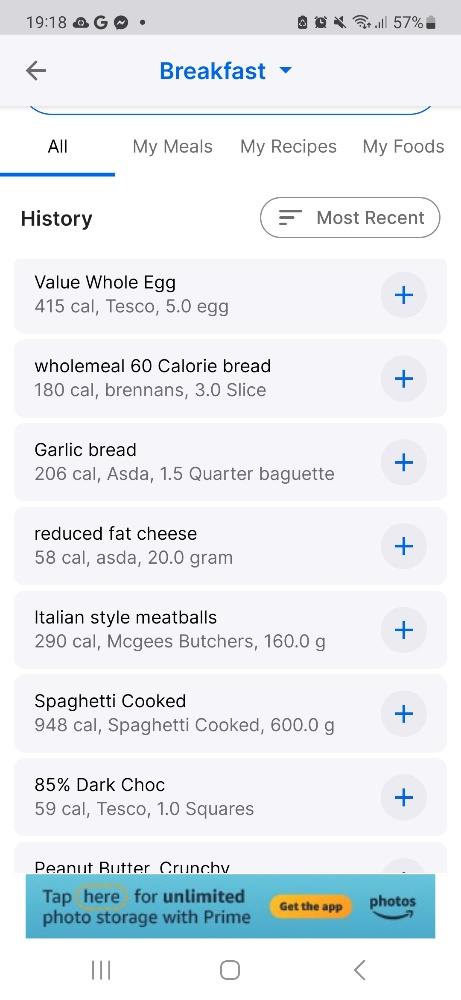 19:18 G 57%
Breakfast
All My Meals My Recipes My Foods
History Most Recent
Value Whole Egg
415 cal, Tesco, 5.0 egg
wholemeal 60 Calorie bread
180 cal, brennans, 3.0 Slice
Garlic bread
206 cal, Asda, 1.5 Quarter baguette
reduced fat cheese
58 cal, asda, 20.0 gram
Italian style meatballs
290 cal, Mcgees Butchers, 160.0 g
Spaghetti Cooked
948 cal, Spaghetti Cooked, 600.0 g
85% Dark Choc
59 cal, Tesco, 1.0 Squares
Peanut Butter, Crunchy
Tap here for unlimited
photo storage with Prime
Get the app
photos